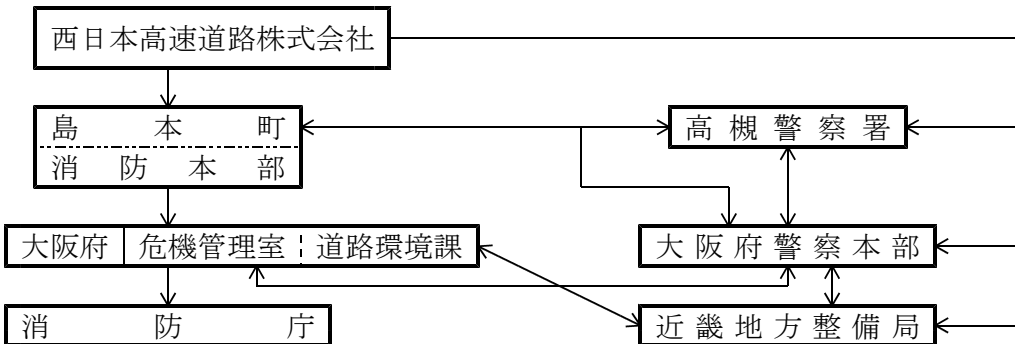 西日本高速道路株式会社
島本町
高槻警察署
消防本部
大阪府 危機管理室 道路環境課
大阪府警察本部
消防庁
近畿地方整備局